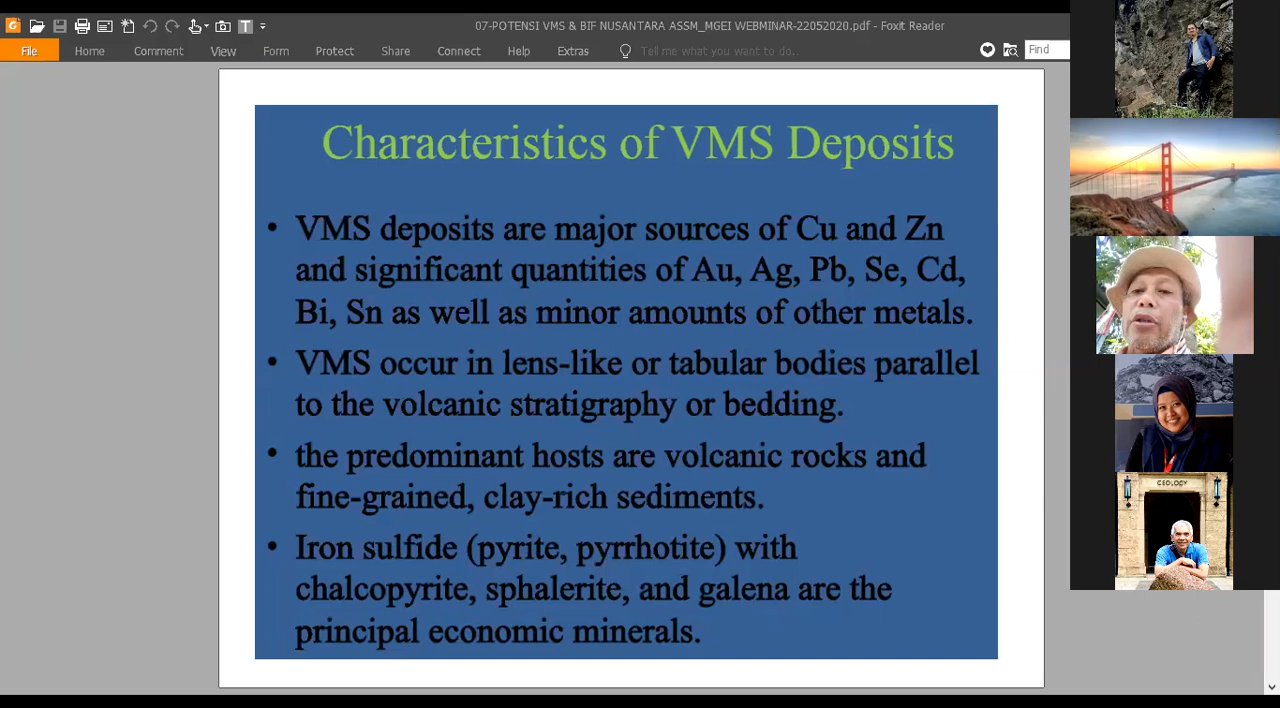 07-POTENSI VMS & BIF NUSANTARA ASSM_MGEI WEBMINAR-22052020.pdf - Foxit Reader
File Home Comment View Form Protect Share Connect Help Extras Tell me what you want to do.. Find
Characteristics of VMS Deposits
• VMS deposits are major sources of Cu and Zn
and significant quantities of Au, Ag, Pb, Se, Cd,
Bi, Sn as well as minor amounts of other metals.
• VMS occur in lens-like or tabular bodies parallel
to the volcanic stratigraphy or bedding.
• the predominant hosts are volcanic rocks and
fine-grained, clay-rich sediments.
• Iron sulfide (pyrite, pyrrhotite) with
chalcopyrite, sphalerite, and galena are the
principal economic minerals.
GEOLOGY